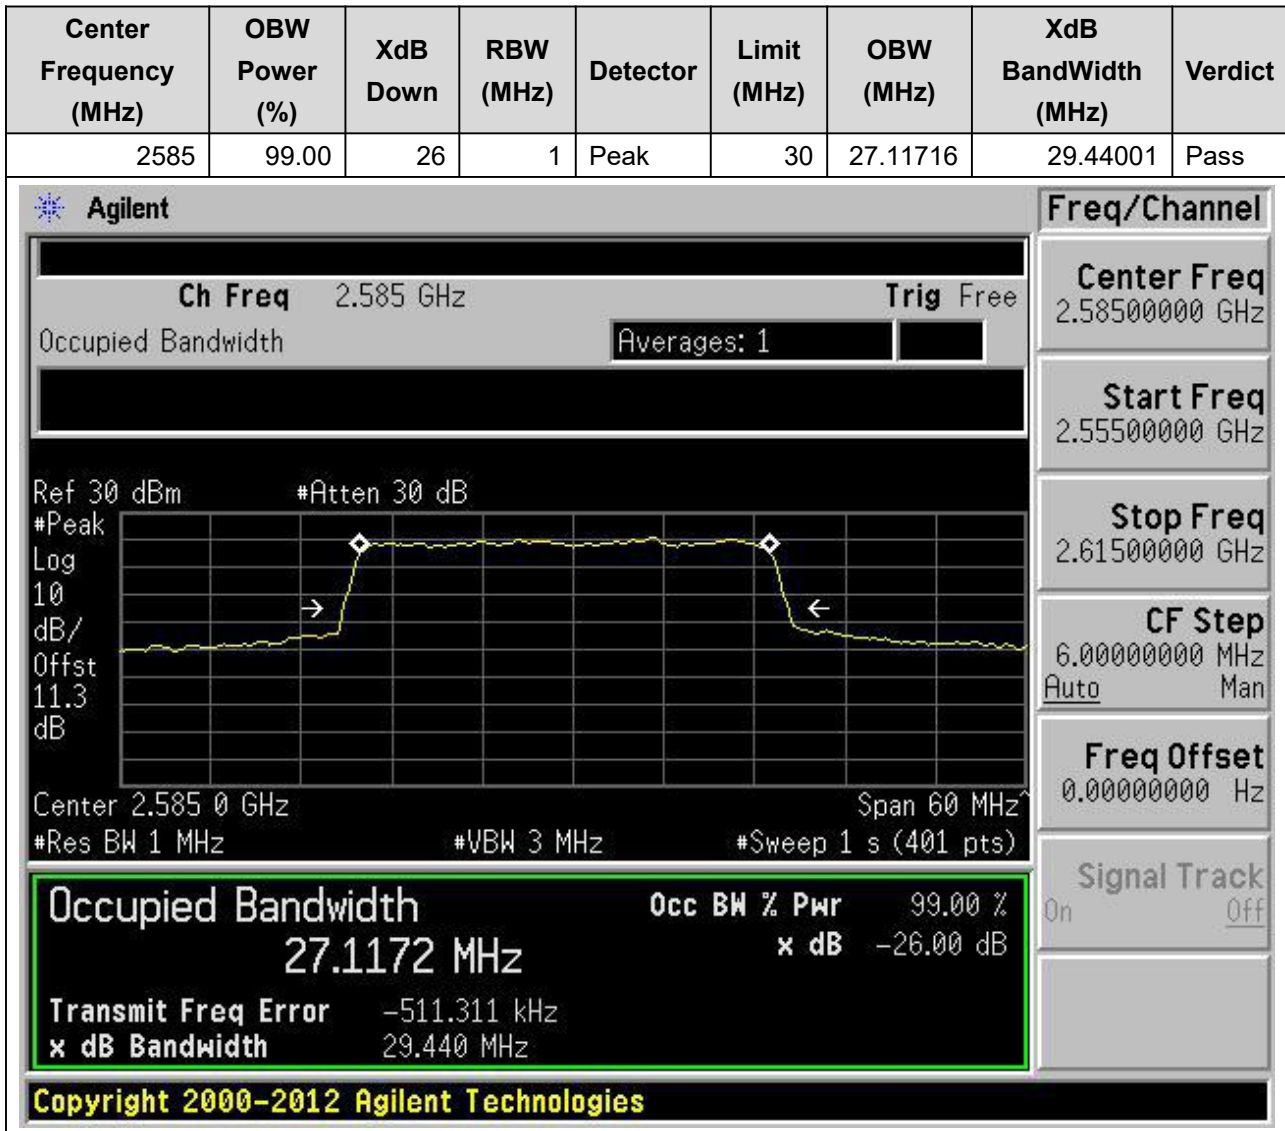 Center Frequency (MHz) OBW Power (%) XdB Down RBW (MHz) Detector Limit (MHz) OBW (MHz) XdB BandWidth (MHz) Verdict
2585 99.00 26 1 Peak 30 27.11716 29.44001 Pass
Agilent
Freq/Channel
Ch Freq 2.585 GHz Trig Free
Occupied Bandwidth Averages: 1
Center Freq
2.58500000 GHz
Start Freq
2.55500000 GHz
Stop Freq
2.61500000 GHz
CF Step
6.00000000 MHz
Auto Man
Freq Offset
0.00000000 Hz
Signal Track
On Off
Ref 30 dBm #Atten 30 dB
#Peak
Log
10
dB/
Offst
11.3
dB
Center 2.585 0 GHz Span 60 MHz^
#Res BW 1 MHz #VBW 3 MHz #Sweep 1 s (401 pts)
Occupied Bandwidth Occ BW % Pwr 99.00 %
27.1172 MHz x dB -26.00 dB
Transmit Freq Error -511.311 kHz
x dB Bandwidth 29.440 MHz
Copyright 2000-2012 Agilent Technologies